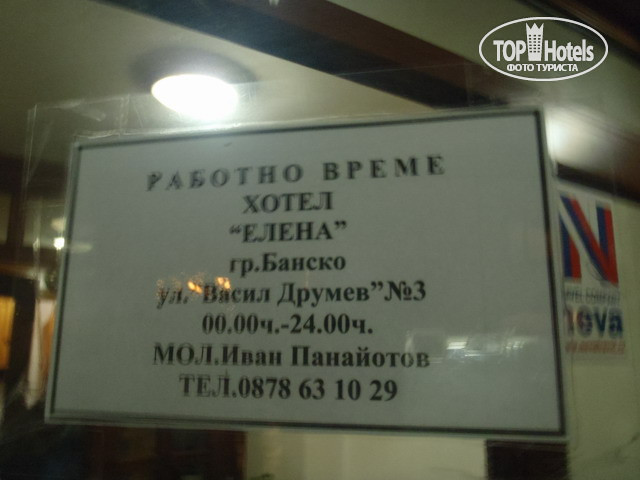 TOP Hotels
ФОТО ТУРИСТА
РАБОТНО ВРЕМЕ
ХОТЕЛ
"ЕЛЕНА"
гр.Банско
ул."Васил Друмев"№3
00.00ч.-24.00ч.
МОЛ.Иван Панайотов
ТЕЛ.0878 63 10 29
N
nova